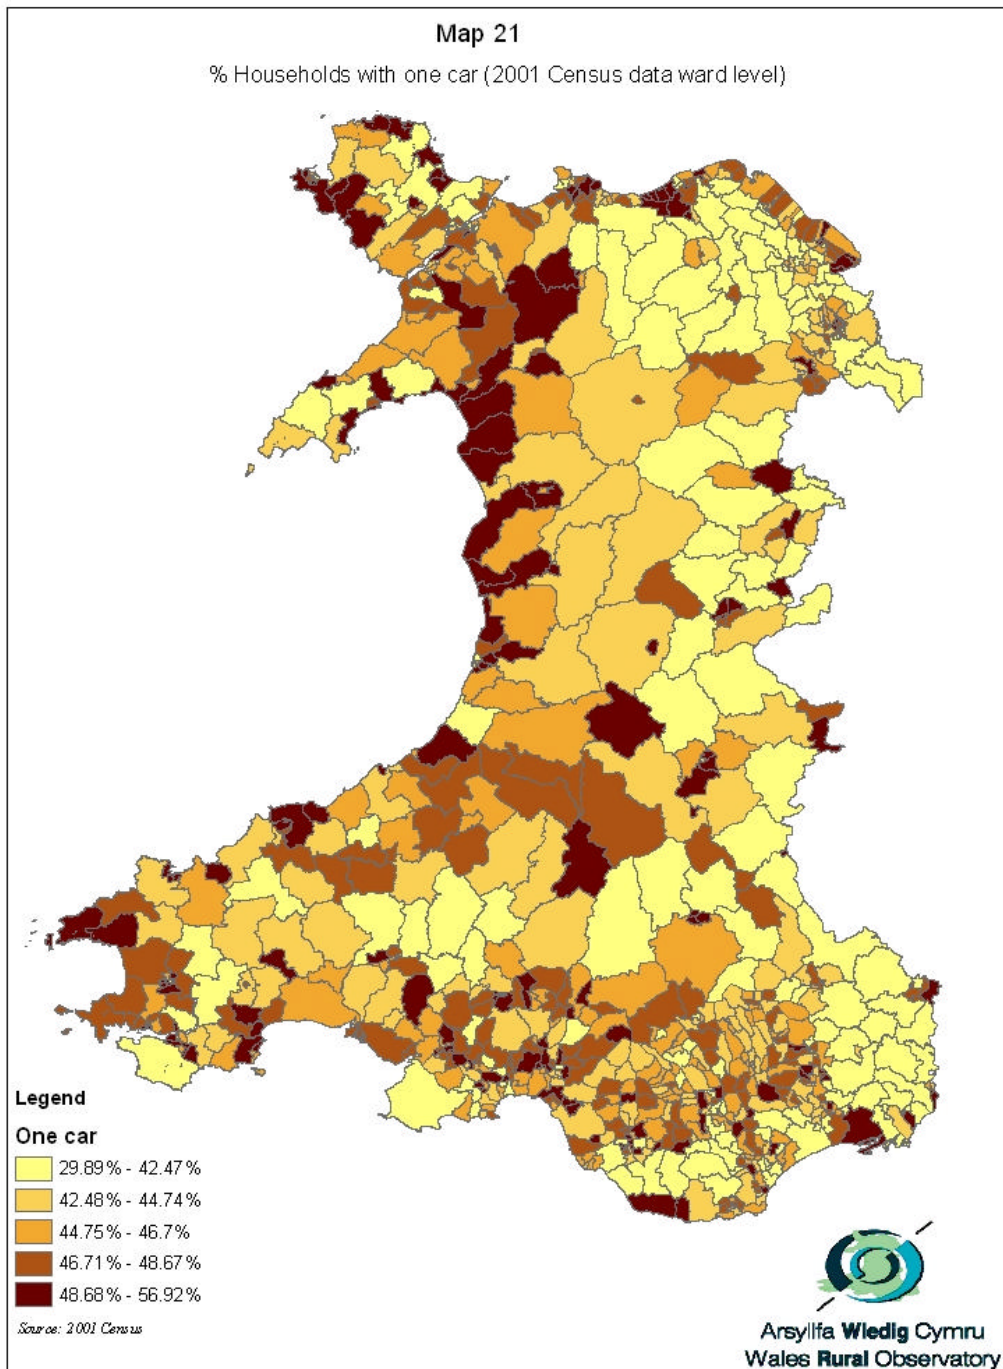 Map 21
% Households with one car (2001 Census data ward level)
Legend
One car
29.89% - 42.47%
42.48% - 44.74%
44.75% - 46.7%
46.71% - 48.67%
48.68% - 56.92%
Source: 2001 Census
Arsyllfa Wledig Cymru
Wales Rural Observatory